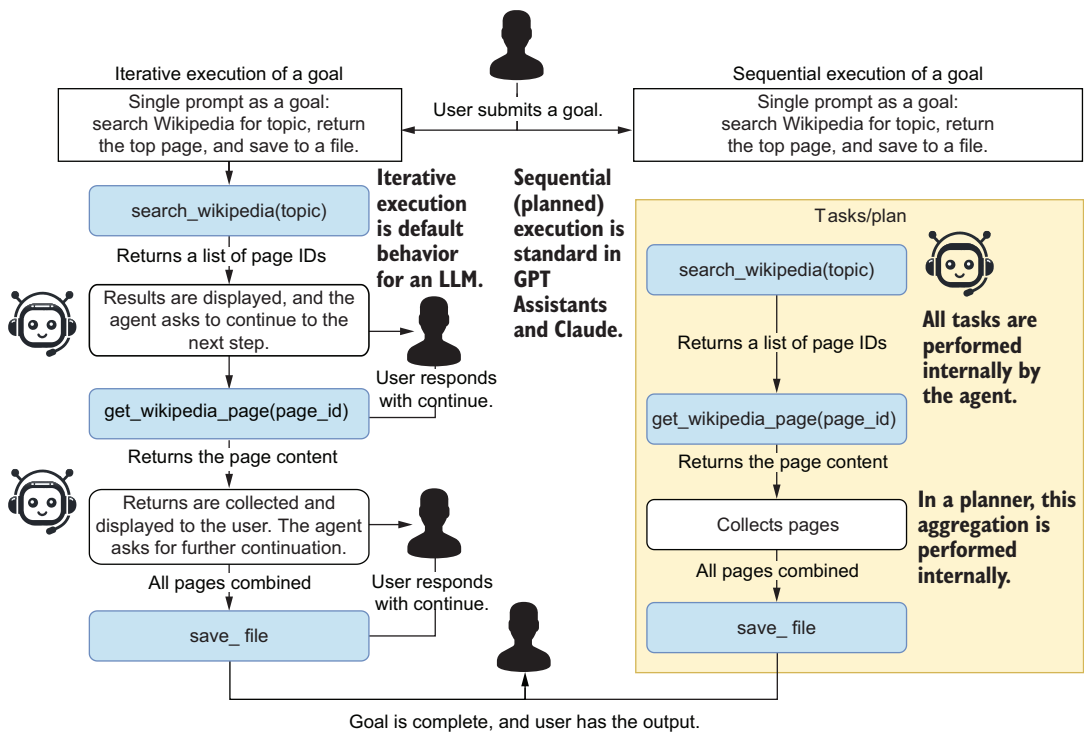 Iterative execution of a goal
Single prompt as a goal:
search Wikipedia for topic, return
the top page, and save to a file.
User submits a goal.
Sequential execution of a goal
Single prompt as a goal:
search Wikipedia for topic, return
the top page, and save to a file.
search_wikipedia(topic)
Returns a list of page IDs
Results are displayed, and the
agent asks to continue to the
next step.
User responds
with continue.
get_wikipedia_page(page_id)
Returns the page content
Returns are collected and
displayed to the user. The agent
asks for further continuation.
User responds
with continue.
All pages combined
save_ file
Iterative
execution
is default
behavior
for an LLM.
Sequential
(planned)
execution is
standard in
GPT
Assistants
and Claude.
Tasks/plan
search_wikipedia(topic)
Returns a list of page IDs
All tasks are
performed
internally by
the agent.
get_wikipedia_page(page_id)
Returns the page content
Collects pages
In a planner, this
aggregation is
performed
internally.
All pages combined
save_ file
Goal is complete, and user has the output.